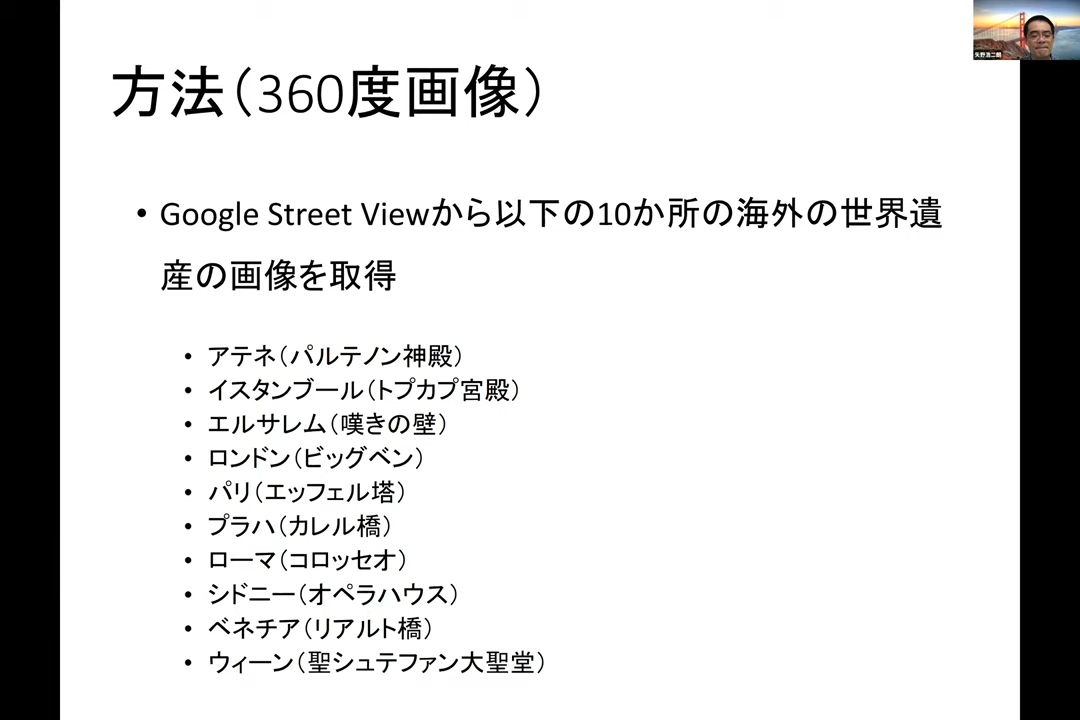 方法（360度画像）
• Google Street Viewから以下の10か所の海外の世界遺
産の画像を取得
• アテネ（パルテノン神殿）
• イスタンブール（トプカプ宮殿）
• エルサレム（嘆きの壁）
• ロンドン（ビッグベン）
• パリ（エッフェル塔）
• プラハ（カレル橋）
• ローマ（コロッセオ）
• シドニー（オペラハウス）
• ベネチア（リアルト橋）
• ウィーン（聖シュテファン大聖堂）
矢野浩二朗